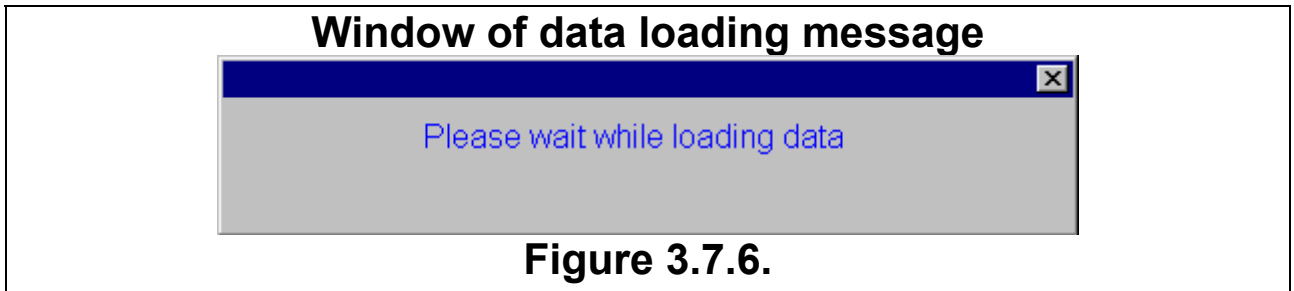 Window of data loading message
Please wait while loading data
Figure 3.7.6.